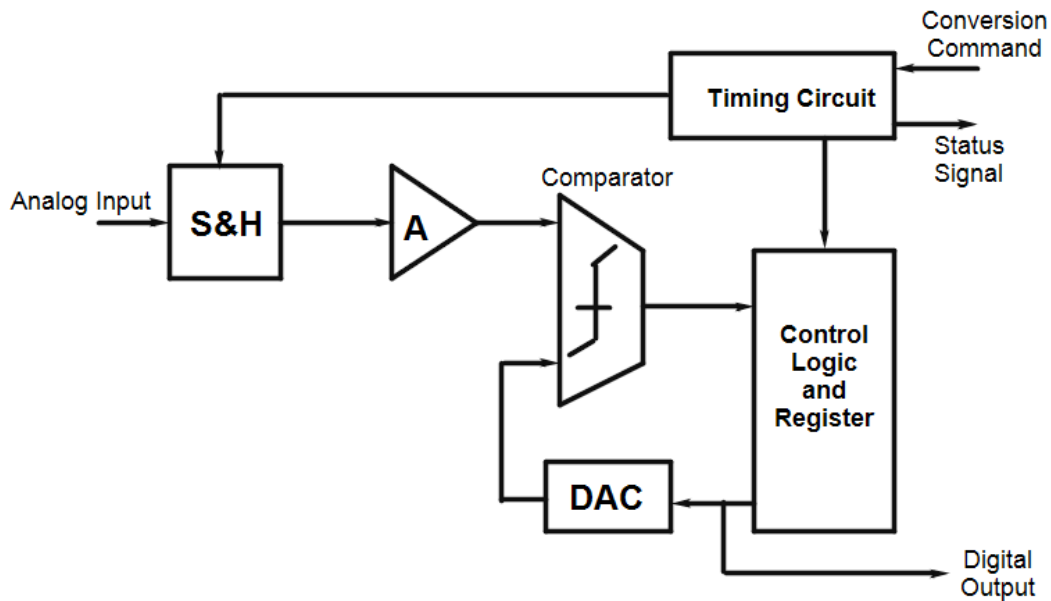 Conversion
Command
Timing Circuit
Status
Signal
Comparator
Analog Input
S&H
A
Control
Logic
and
Register
DAC
Digital
Output